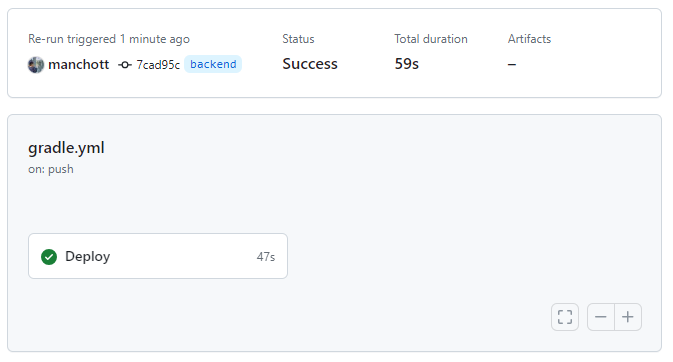 Re-run triggered 1 minute ago
manchott 7cad95c backend
Status
Success
Total duration
59s
Artifacts
–
gradle.yml
on: push
Deploy 47s